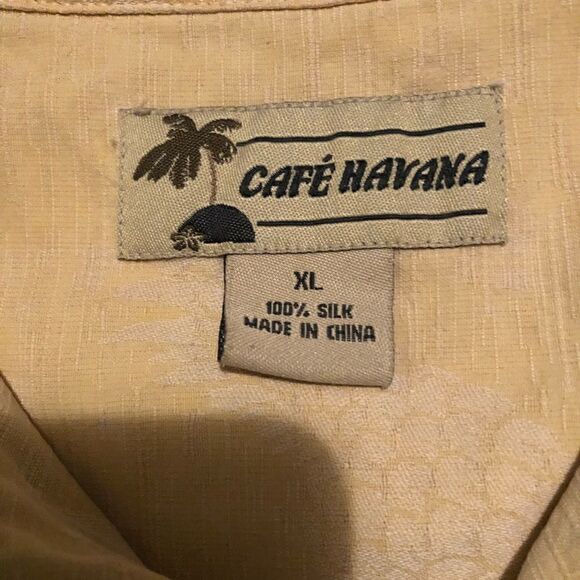 CAFÉ HAVANA
XL
100% SILK
MADE IN CHINA